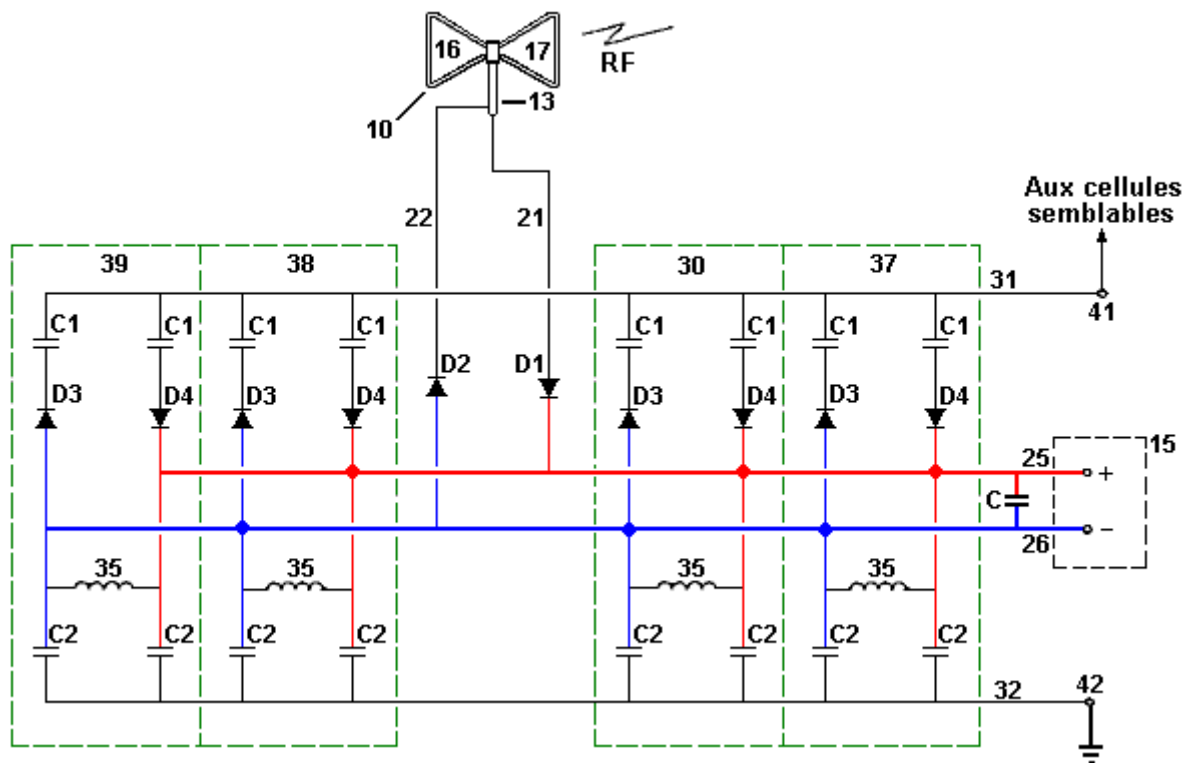 16 17
RF
10
13
Aux cellules
semblables
22 21
39 38 30 37
31
41
C1 C1 C1 C1 C1 C1 C1 C1
D2 D1
D3 D4 D3 D4 D3 D4 D3 D4
25 15
+
C
26 −
35 35 35 35
C2 C2 C2 C2 C2 C2 C2 C2
32 42